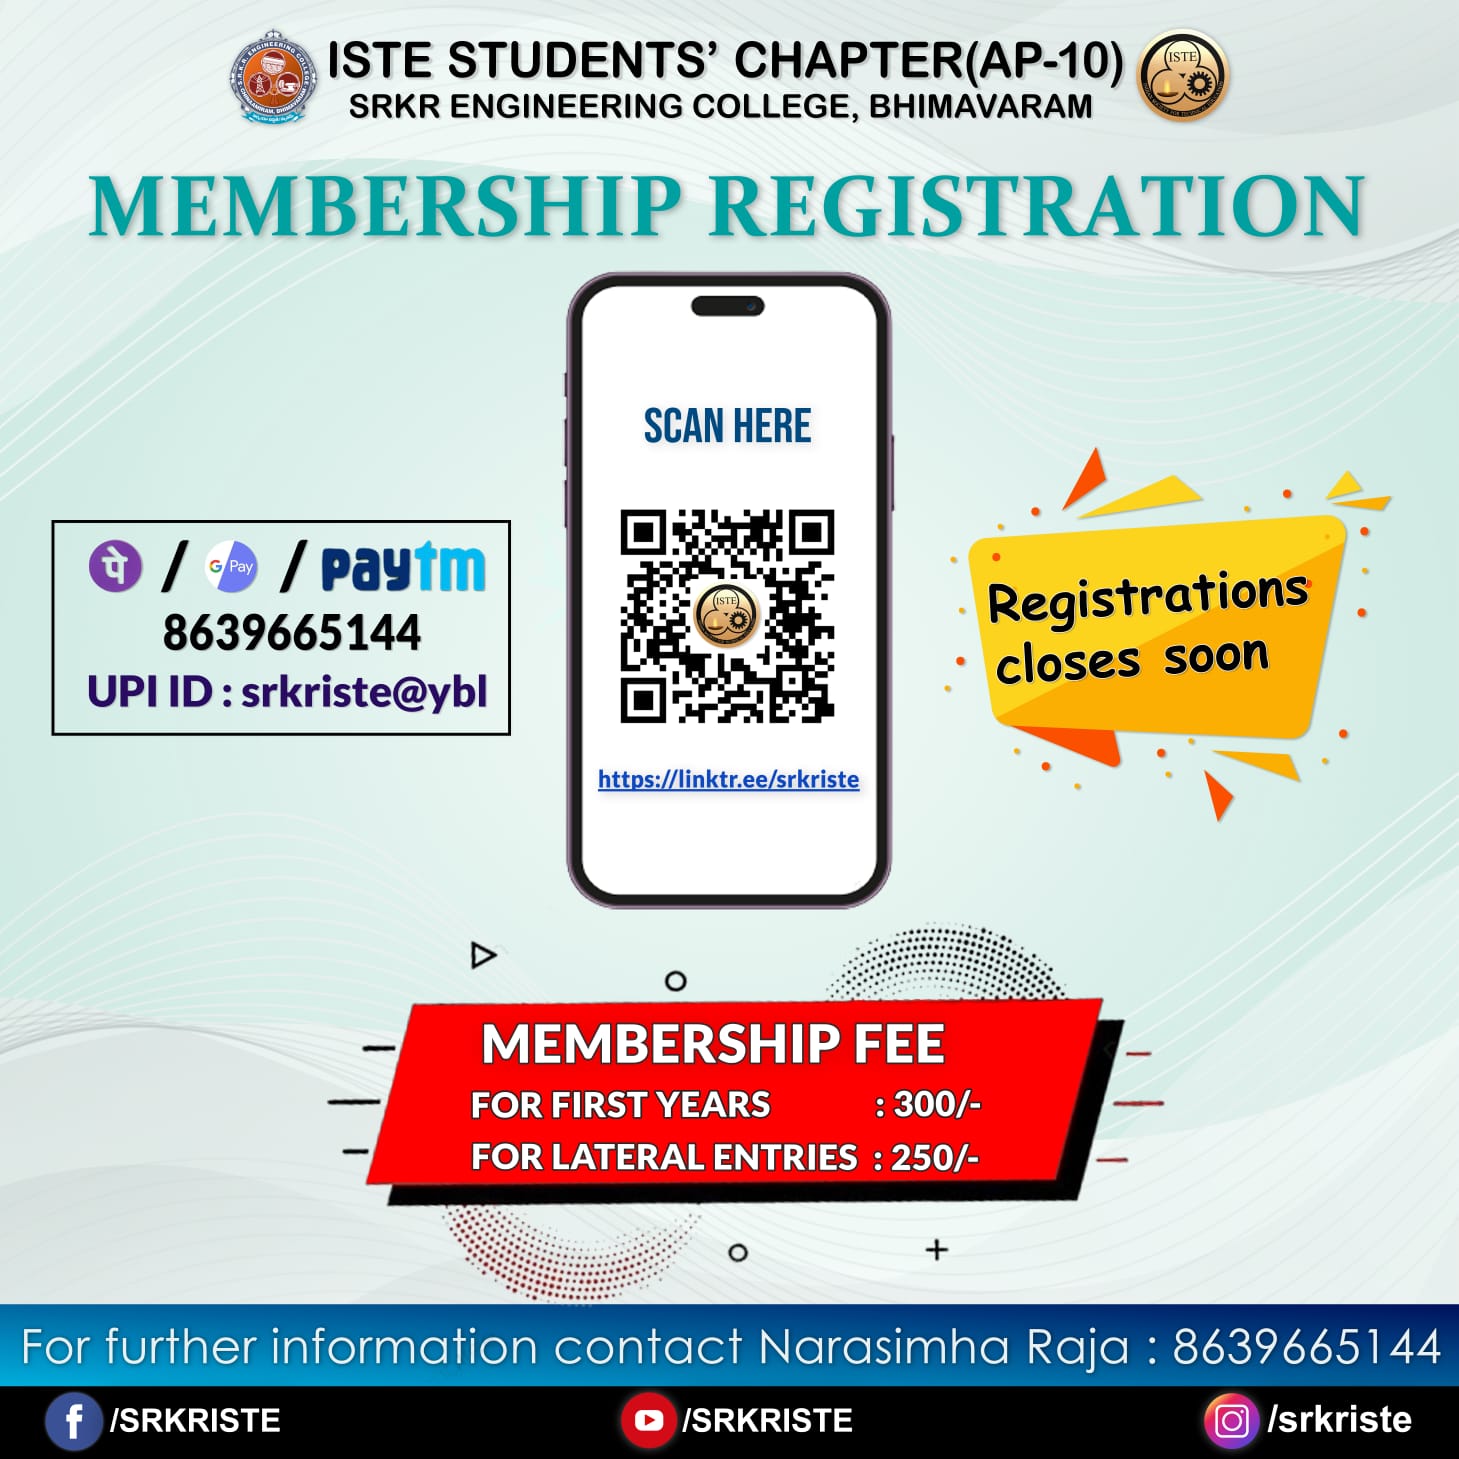 ISTE STUDENTS’ CHAPTER(AP-10)
SRKR ENGINEERING COLLEGE, BHIMAVARAM
ISTE
MEMBERSHIP REGISTRATION
SCAN HERE
ISTE
https://linktr.ee/srkriste
पे / G Pay / paytm
8639665144
UPI ID : srkriste@ybl
Registrations
closes soon
MEMBERSHIP FEE
FOR FIRST YEARS : 300/-
FOR LATERAL ENTRIES : 250/-
For further information contact Narasimha Raja : 8639665144
f /SRKRISTE
/SRKRISTE
/srkriste